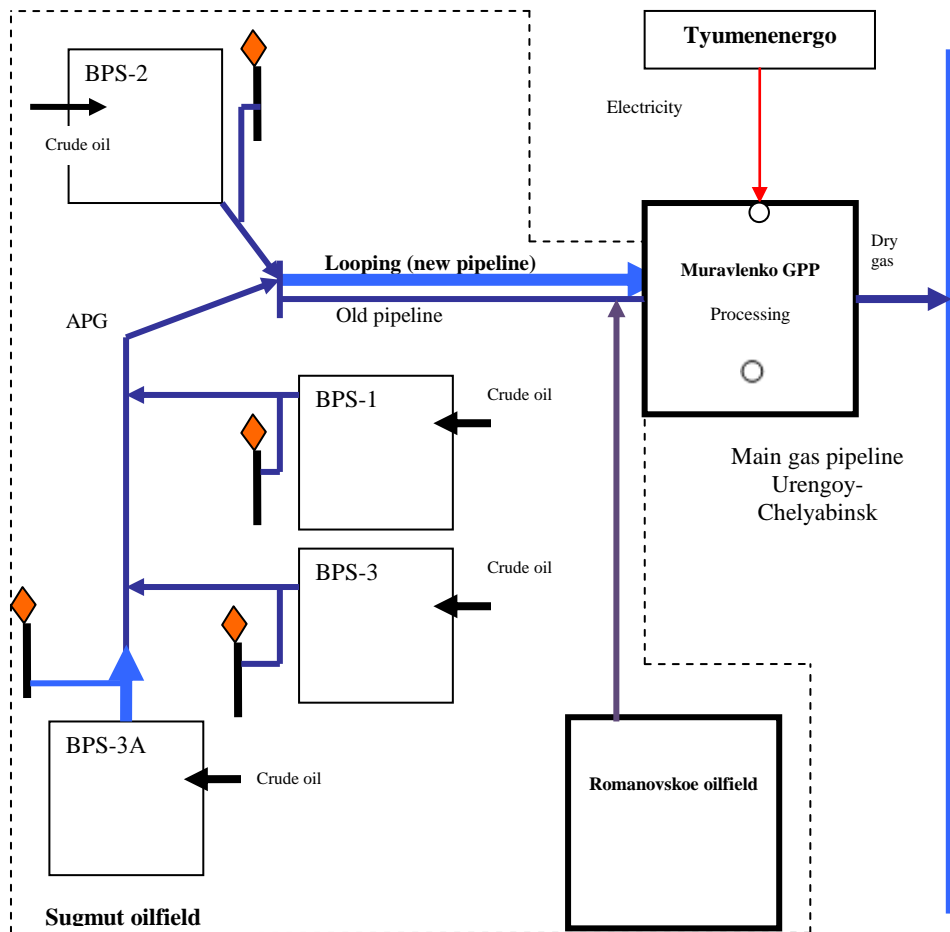 Tyumenenergo
BPS-2
Electricity
Crude oil
Dry
gas
Looping (new pipeline)
Muravlenko GPP
Old pipeline
Processing
APG
BPS-1
Crude oil
Main gas pipeline
Urengoy-
Chelyabinsk
BPS-3
Crude oil
BPS-3A
Crude oil
Romanovskoe oilfield
Sugmut oilfield